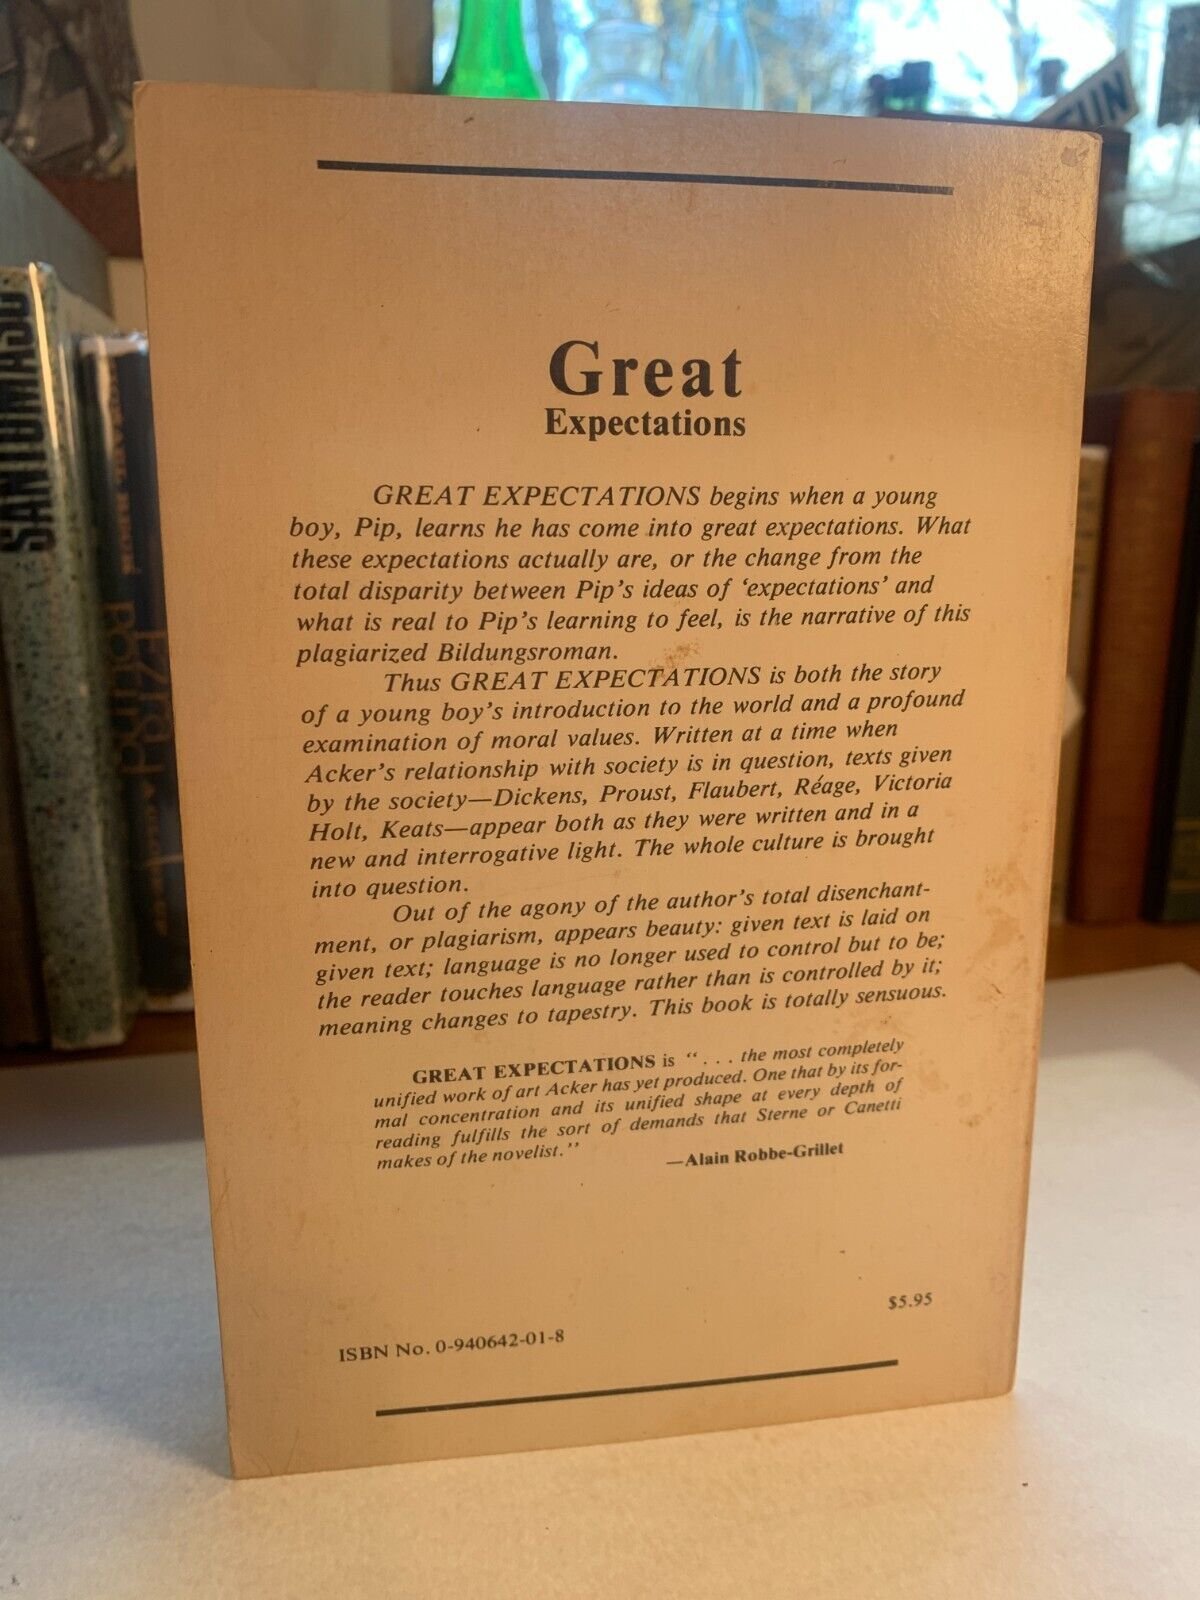 Great
Expectations
GREAT EXPECTATIONS begins when a young
boy, Pip, learns he has come into great expectations. What
these expectations actually are, or the change from the
total disparity between Pip's ideas of 'expectations' and
what is real to Pip's learning to feel, is the narrative of this
plagiarized Bildungsroman.
Thus GREAT EXPECTATIONS is both the story
of a young boy's introduction to the world and a profound
examination of moral values. Written at a time when
Acker's relationship with society is in question, texts given
by the society—Dickens, Proust, Flaubert, Réage, Victoria
Holt, Keats—appear both as they were written and in a
new and interrogative light. The whole culture is brought
into question.
Out of the agony of the author's total disenchant-
ment, or plagiarism, appears beauty: given text is laid on
given text; language is no longer used to control but to be;
the reader touches language rather than is controlled by it;
meaning changes to tapestry. This book is totally sensuous.
GREAT EXPECTATIONS is “. . . the most completely
unified work of art Acker has yet produced. One that by its for-
mal concentration and its unified shape at every depth of
reading fulfills the sort of demands that Sterne or Canetti
makes of the novelist.”
—Alain Robbe-Grillet
$5.95
ISBN No. 0-940642-01-8
SANTOMASO
EZRA
POUND
FUN